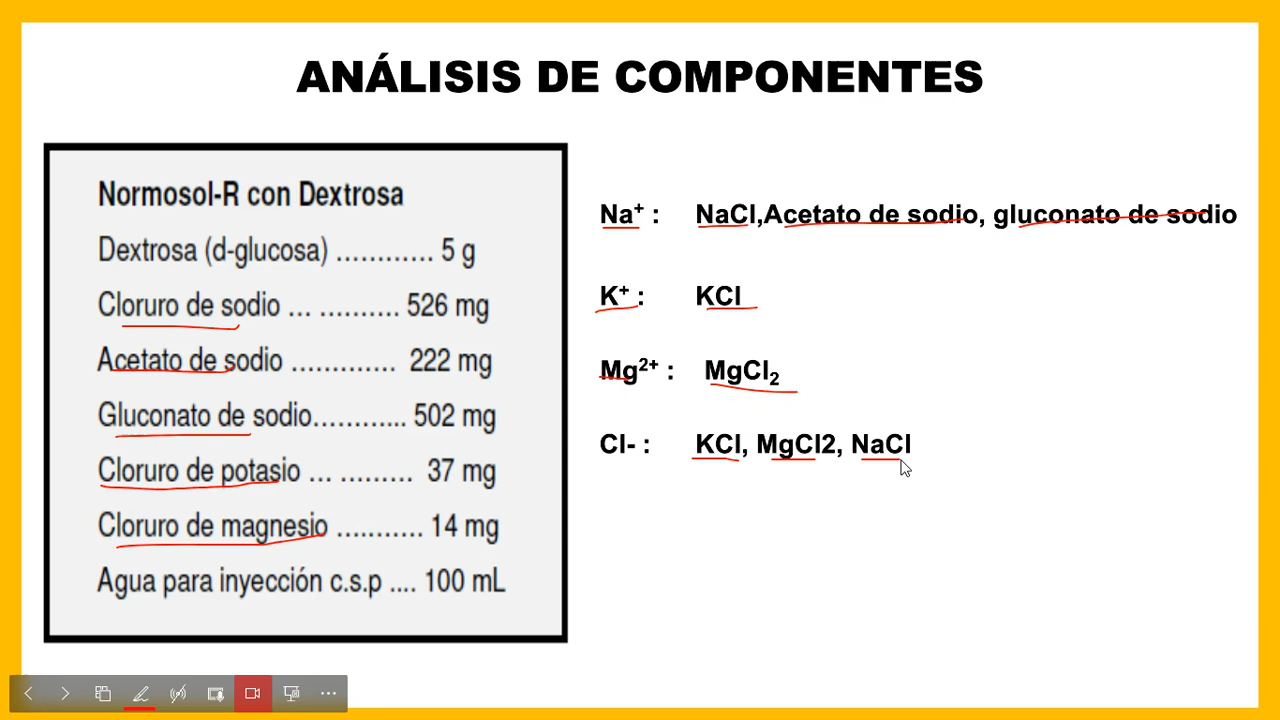 ANÁLISIS DE COMPONENTES
Normosol-R con Dextrosa
Dextrosa (d-glucosa) ………… 5 g
Cloruro de sodio … ………. 526 mg
Acetato de sodio …………. 222 mg
Gluconato de sodio………... 502 mg
Cloruro de potasio … ……… 37 mg
Cloruro de magnesio ….……. 14 mg
Agua para inyección c.s.p .... 100 mL
Na⁺ : NaCl,Acetato de sodio, gluconato de sodio
K⁺ : KCl
Mg²⁺ : MgCl₂
Cl- : KCl, MgCl2, NaCl